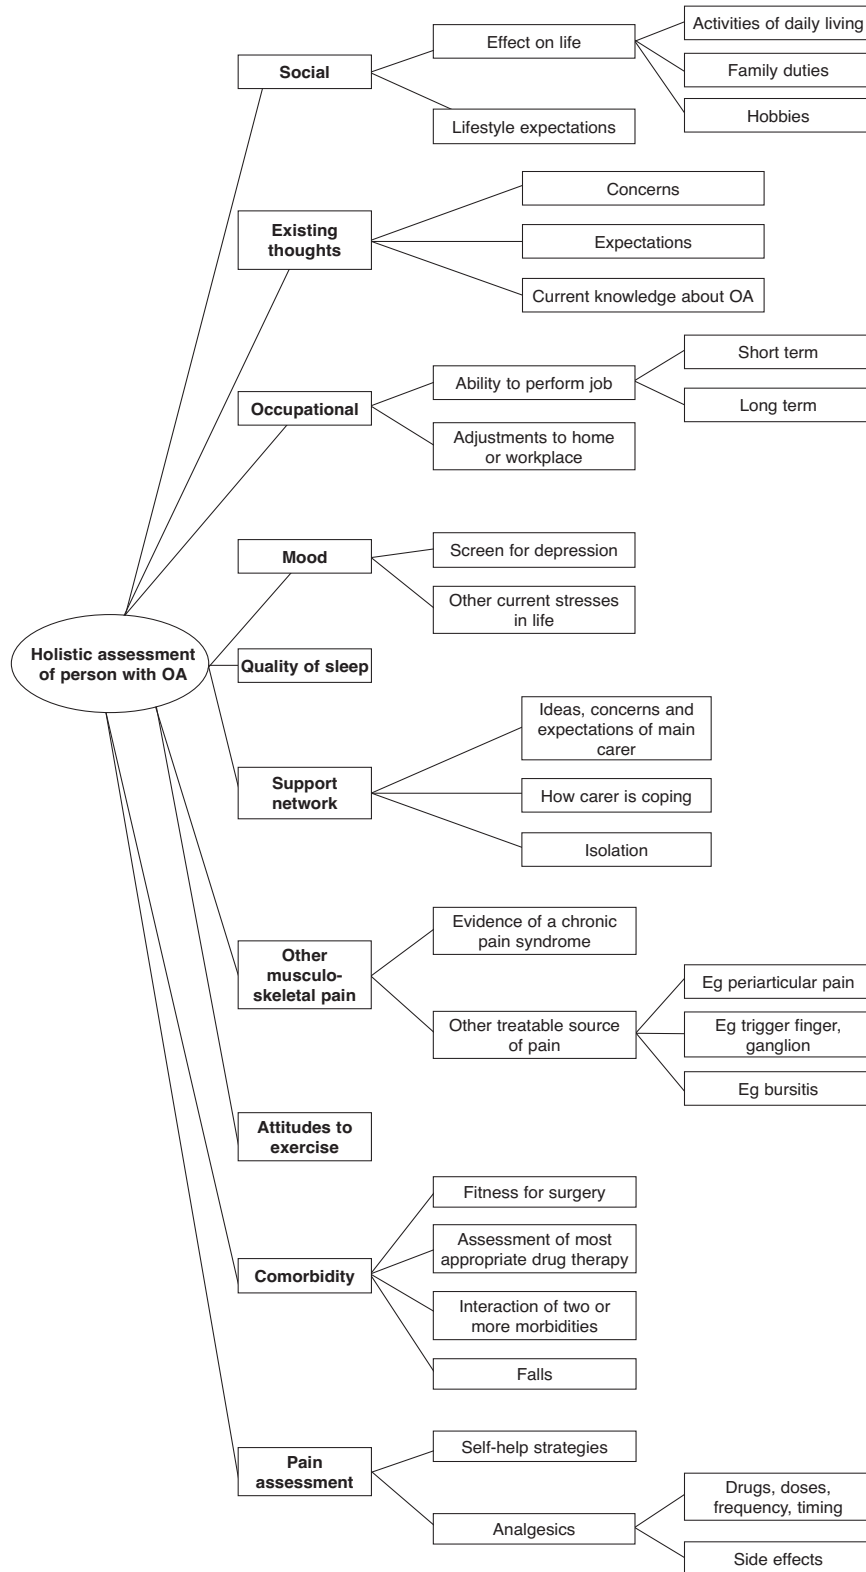 Social
Effect on life
Activities of daily living
Family duties
Hobbies
Lifestyle expectations
Existing
thoughts
Concerns
Expectations
Current knowledge about OA
Occupational
Ability to perform job
Short term
Long term
Adjustments to home
or workplace
Holistic assessment
of person with OA
Mood
Screen for depression
Other current stresses
in life
Quality of sleep
Support
network
Ideas, concerns and
expectations of main
carer
How carer is coping
Isolation
Other
musculo-
skeletal pain
Evidence of a chronic
pain syndrome
Other treatable source
of pain
Eg periarticular pain
Eg trigger finger,
ganglion
Eg bursitis
Attitudes to
exercise
Comorbidity
Fitness for surgery
Assessment of most
appropriate drug therapy
Interaction of two or
more morbidities
Falls
Pain
assessment
Self-help strategies
Analgesics
Drugs, doses,
frequency, timing
Side effects